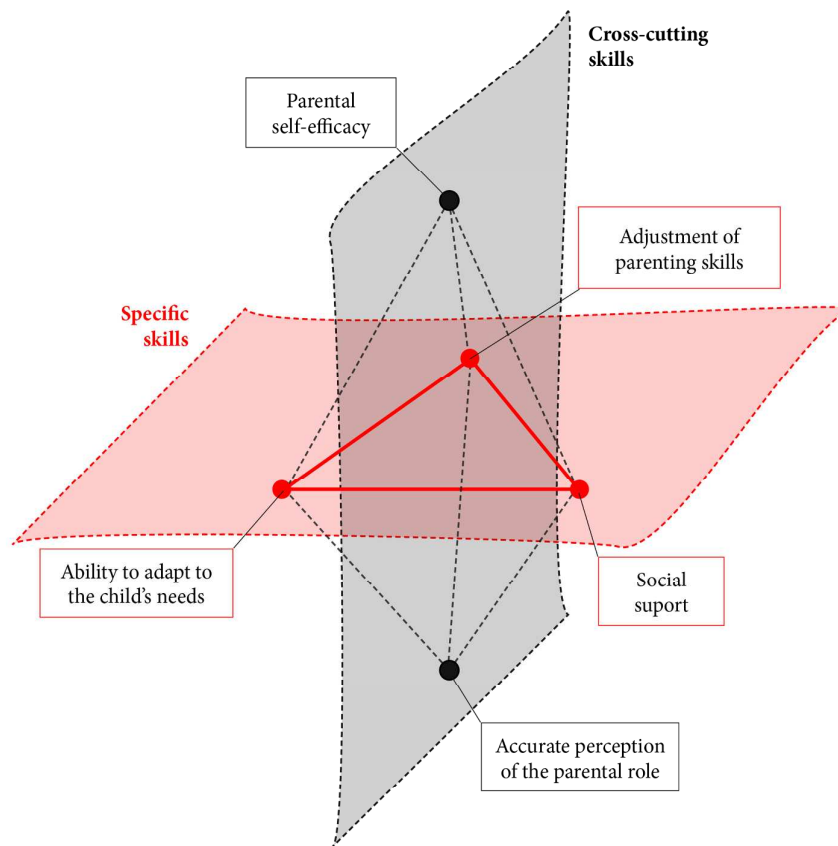 Cross-cutting
skills
Parental
self-efficacy
Adjustment of
parenting skills
Specific
skills
Ability to adapt to
the child's needs
Social
suport
Accurate perception
of the parental role